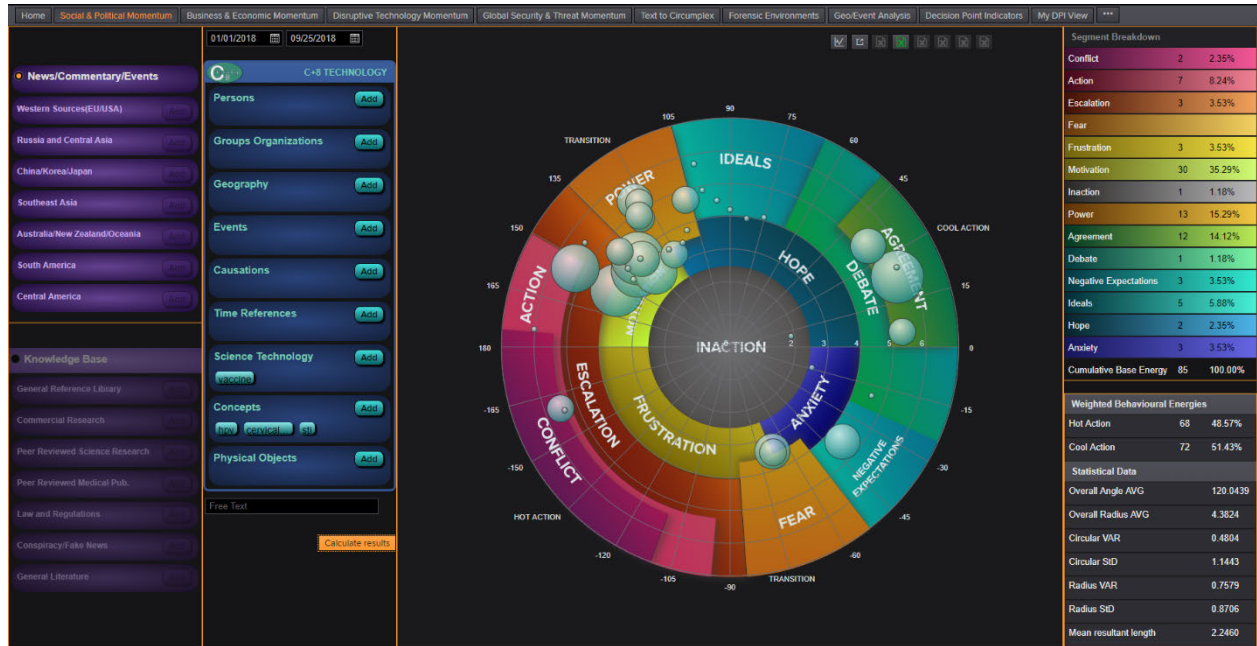 Home Social & Political Momentum Business & Economic Momentum Disruptive Technology Momentum Global Security & Threat Momentum Text to Circumplex Forensic Environments Geo/Event Analysis Decision Point Indicators My DPI View •••
01/01/2018 09/25/2018
News/Commentary/Events
Western Sources(EU/USA) Add
Russia and Central Asia Add
China/Korea/Japan Add
Southeast Asia Add
Australia/New Zealand/Oceania Add
South America Add
Central America Add
Knowledge Base
General Reference Library
Commercial Research
Peer Reviewed Science Research
Peer Reviewed Medical Pub.
Law and Regulations
Conspiracy/Fake News
General Literature
C+8 TECHNOLOGY
Persons Add
Groups Organizations Add
Geography Add
Events Add
Causations Add
Time References Add
Science Technology Add
vaccine
Concepts Add
hpv cervical sti
Physical Objects Add
Free Text
Calculate results
90
105 75
TRANSITION 60
135 45
150 COOL ACTION
165 15
180 0
-165 -15
-150 -30
HOT ACTION -45
-120 -60
-105 TRANSITION
-90
IDEALS
POWER
HOPE
AGREEMENT
DEBATE
ACTION
INACTION
2 3 4 5 6
ESCALATION
FRUSTRATION
ANXIETY
CONFLICT
NEGATIVE
EXPECTATIONS
FEAR
Segment Breakdown
Conflict 2 2.35%
Action 7 8.24%
Escalation 3 3.53%
Fear
Frustration 3 3.53%
Motivation 30 35.29%
Inaction 1 1.18%
Power 13 15.29%
Agreement 12 14.12%
Debate 1 1.18%
Negative Expectations 3 3.53%
Ideals 5 5.88%
Hope 2 2.35%
Anxiety 3 3.53%
Cumulative Base Energy 85 100.00%
Weighted Behavioural Energies
Hot Action 68 48.57%
Cool Action 72 51.43%
Statistical Data
Overall Angle AVG 120.0439
Overall Radius AVG 4.3824
Circular VAR 0.4804
Circular StD 1.1443
Radius VAR 0.7579
Radius StD 0.8706
Mean resultant length 2.2460